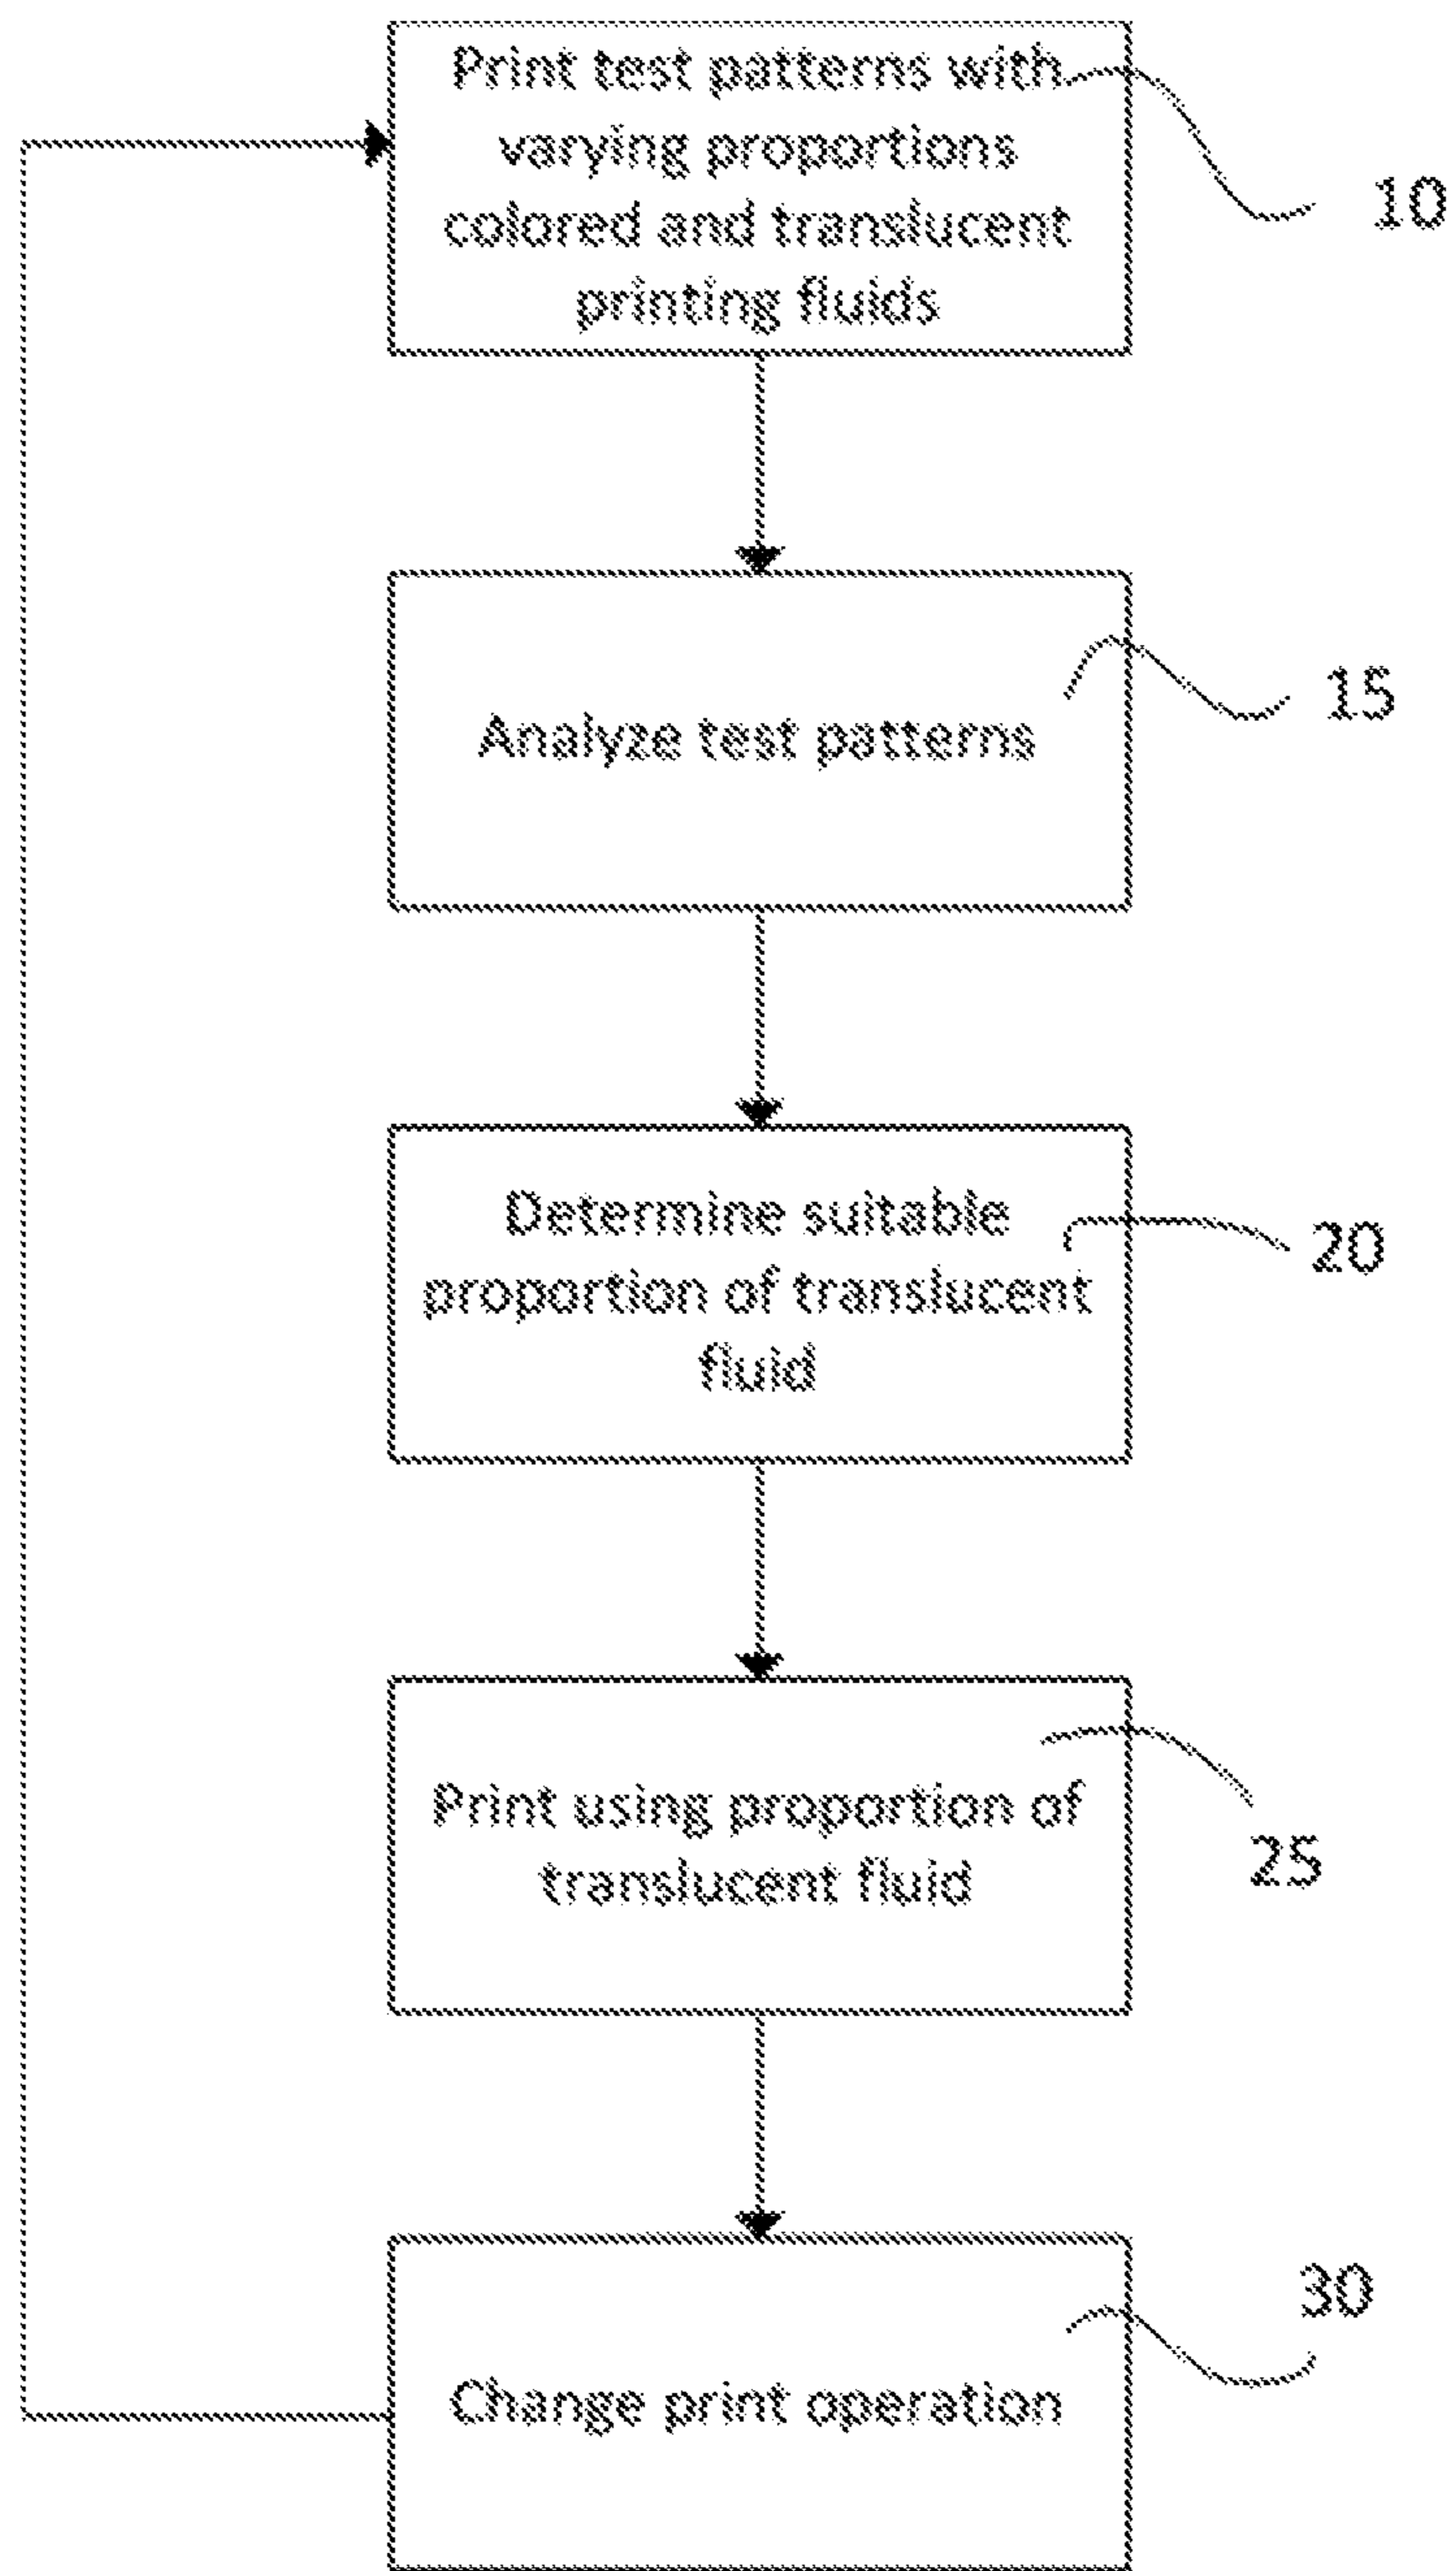 Print test patterns with
varying proportions
colored and translucent
printing fluids
10
Analyze test patterns
15
Determine suitable
proportion of translucent
fluid
20
Print using proportion of
translucent fluid
25
Change print operation
30